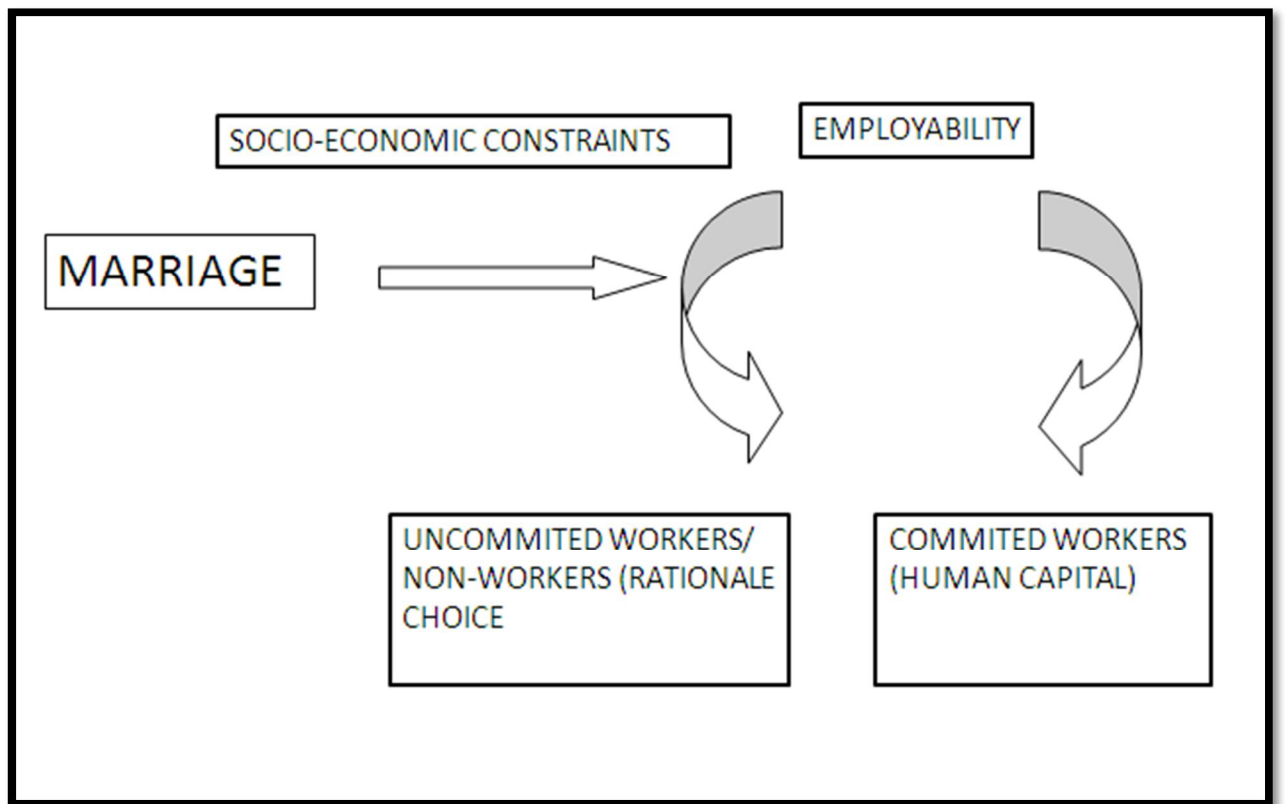 SOCIO-ECONOMIC CONSTRAINTS
EMPLOYABILITY
MARRIAGE
UNCOMMITED WORKERS/
NON-WORKERS (RATIONALE
CHOICE
COMMITED WORKERS
(HUMAN CAPITAL)